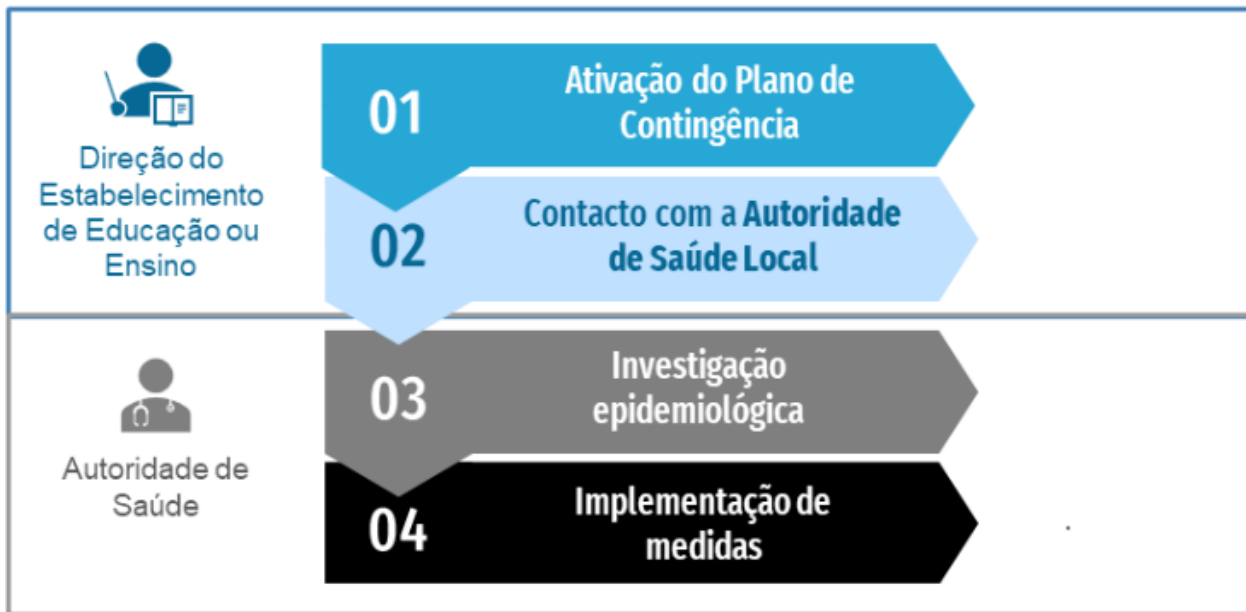 Direção do
Estabelecimento
de Educação ou
Ensino
01
Ativação do Plano de
Contingência
02
Contacto com a Autoridade
de Saúde Local
Autoridade de
Saúde
03
Investigação
epidemiológica
04
Implementação de
medidas
.